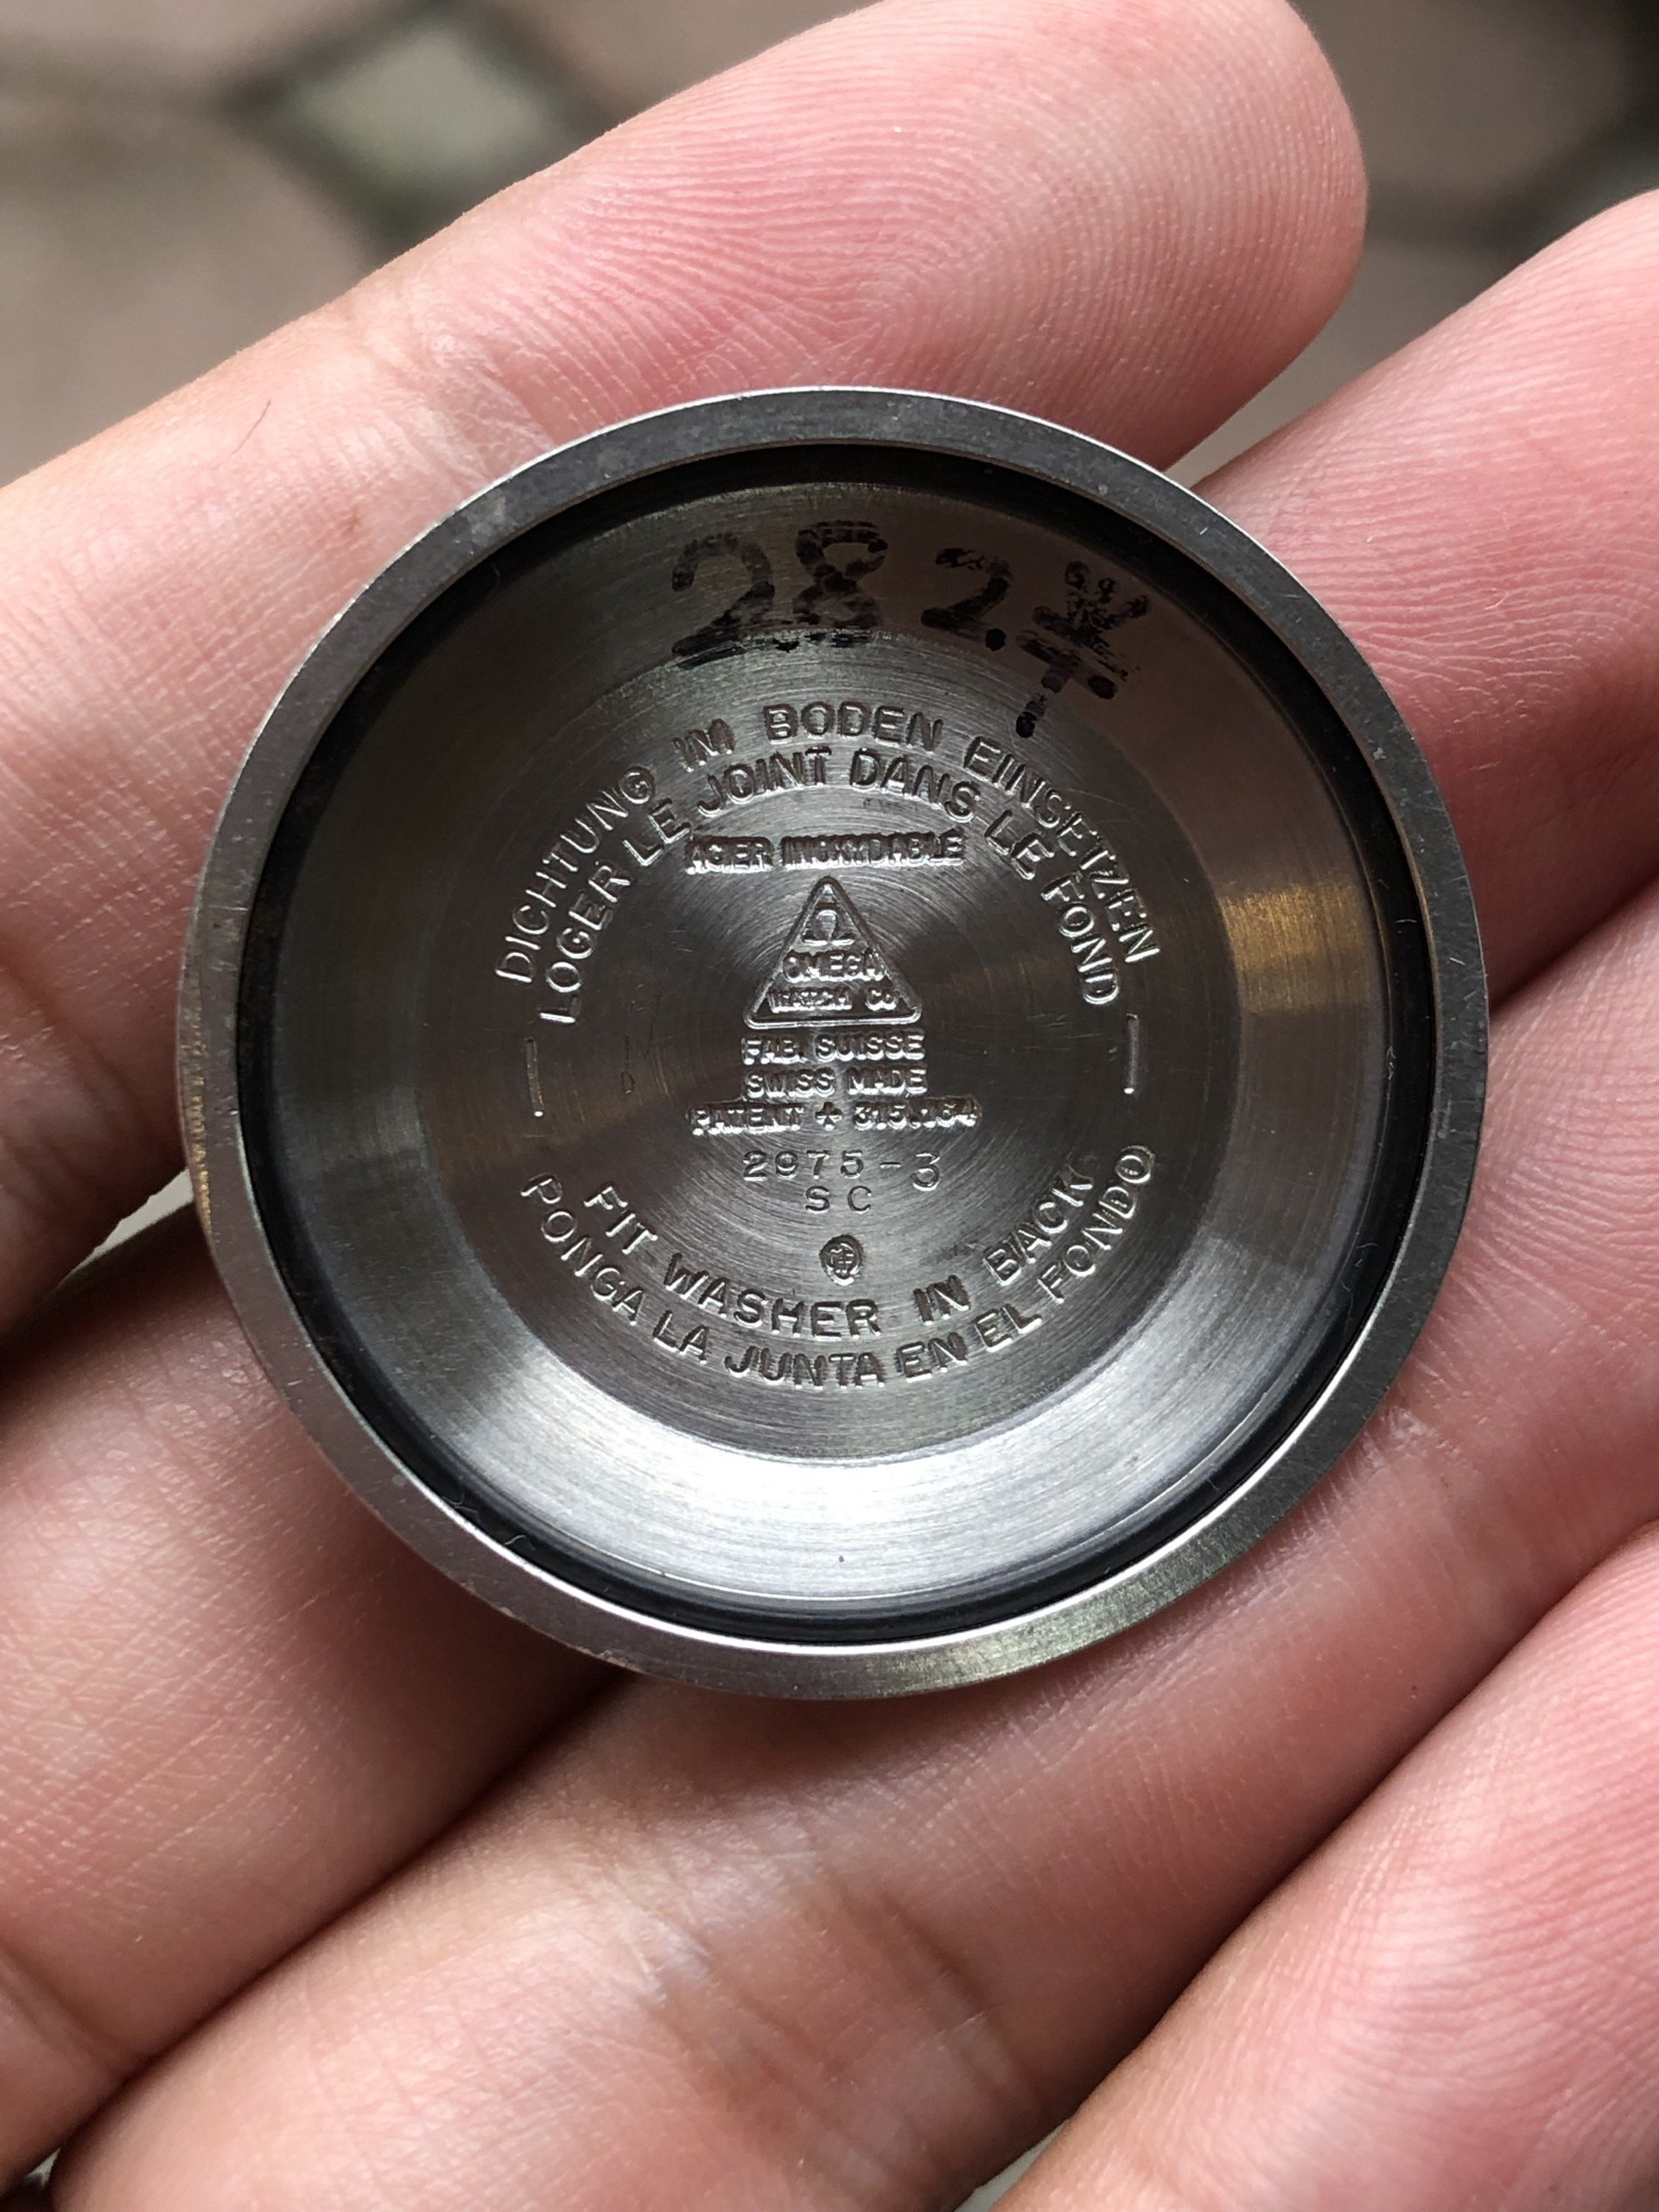 28 2.
DICHTUNG IM BODEN EINSETZEN
LOGER LE JOINT DANS LE FOND
ACIER INOXYDABLE
Ω
OMEGA
WATCH Co
FAB. SUISSE
SWISS MADE
PATENT + 315.164
2975-3
SC
FIT WASHER IN BACK
PONGA LA JUNTA EN EL FONDO